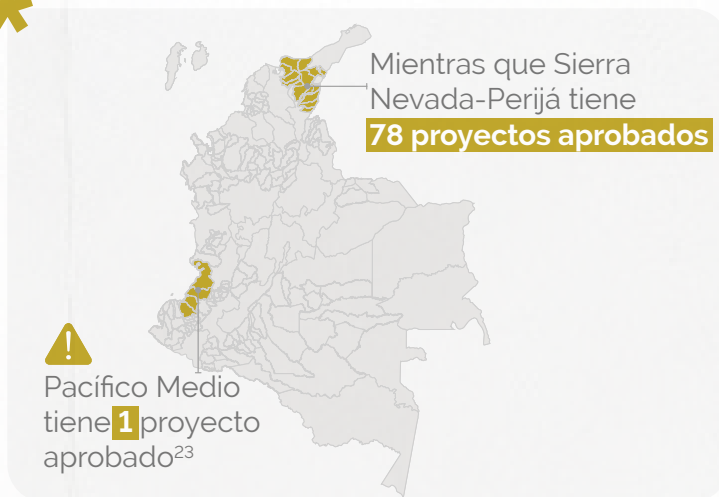 Mientras que Sierra
Nevada-Perijá tiene
78 proyectos aprobados
!
Pacífico Medio
tiene 1 proyecto
aprobado²³